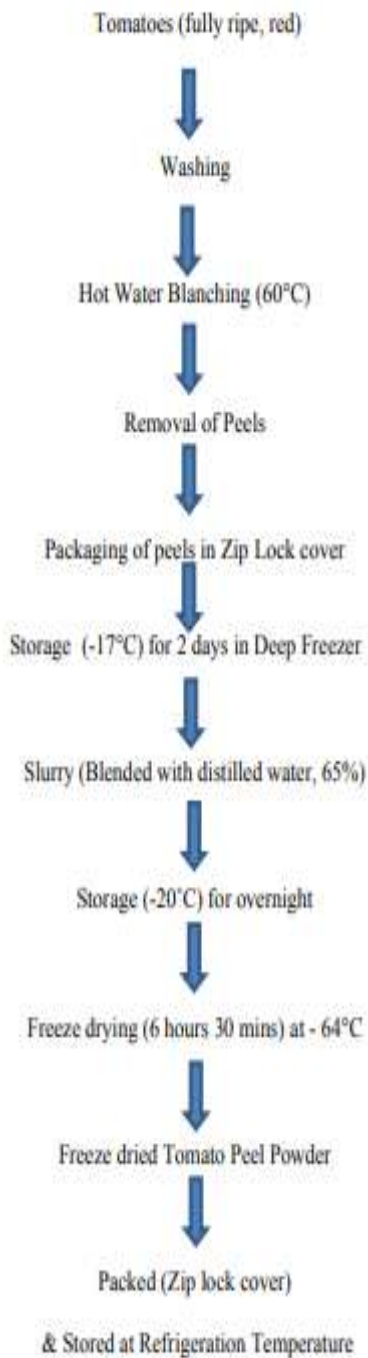 Tomatoes (fully ripe, red)
Washing
Hot Water Blanching (60°C)
Removal of Peels
Packaging of peels in Zip Lock cover
Storage (-17°C) for 2 days in Deep Freezer
Slurry (Blended with distilled water, 65%)
Storage (-20˚C) for overnight
Freeze drying (6 hours 30 mins) at - 64°C
Freeze dried Tomato Peel Powder
Packed (Zip lock cover)
& Stored at Refrigeration Temperature